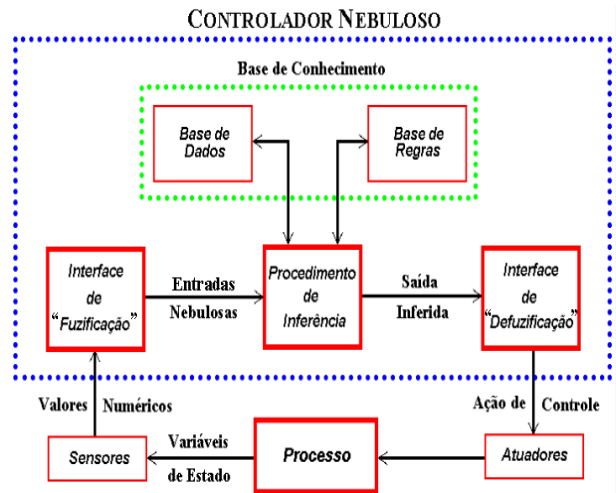 CONTROLADOR NEBULOSO
Base de Conhecimento
Base de
Dados
Base de
Regras
Interface
de
“Fuzificação”
Entradas
Nebulosas
Procedimento
de
Inferência
Saída
Inferida
Interface
de
“Defuzificação”
Valores Numéricos
Ação de Controle
Sensores
Variáveis
de Estado
Processo
Atuadores